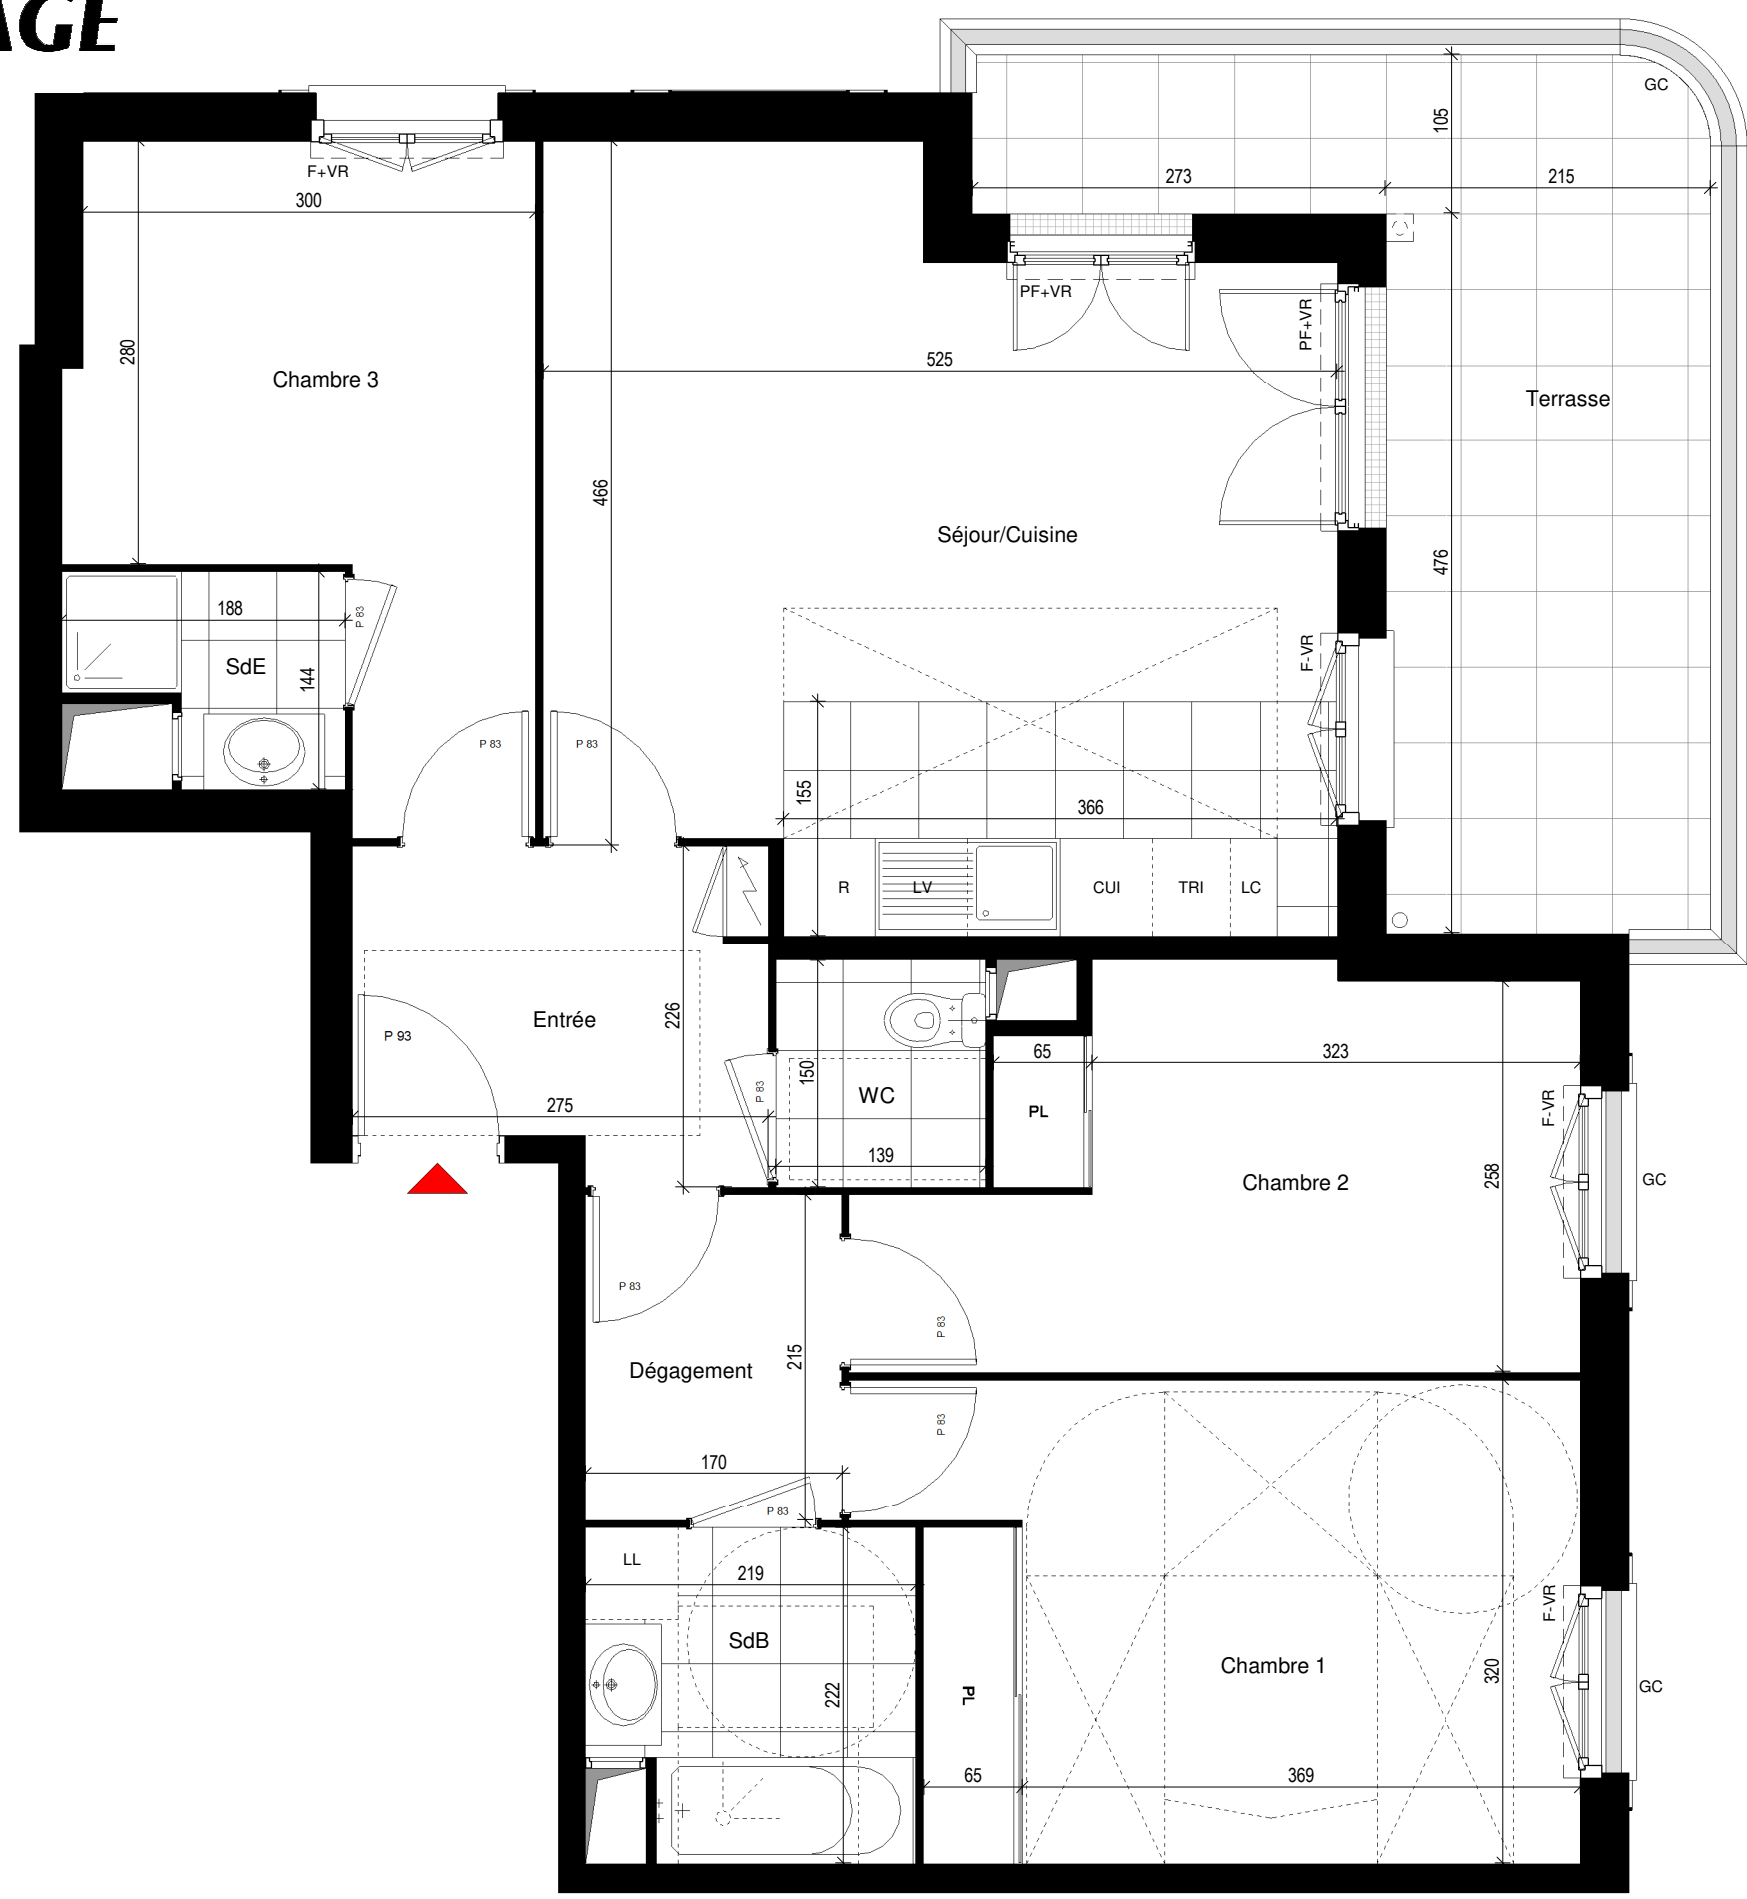 AGE
GC
105
273
215
F+VR
300
PF+VR
PF+VR
280
525
Chambre 3
Terrasse
466
Séjour/Cuisine
476
188
P 83
SdE
144
F-VR
P 83
P 83
155
366
R
LV
CUI
TRI
LC
Entrée
226
P 93
150
65
323
WC
P 83
PL
275
139
F-VR
Chambre 2
258
GC
P 83
P 83
Dégagement
215
P 83
170
P 83
LL
219
F-VR
SdB
Chambre 1
320
222
PL
GC
65
369